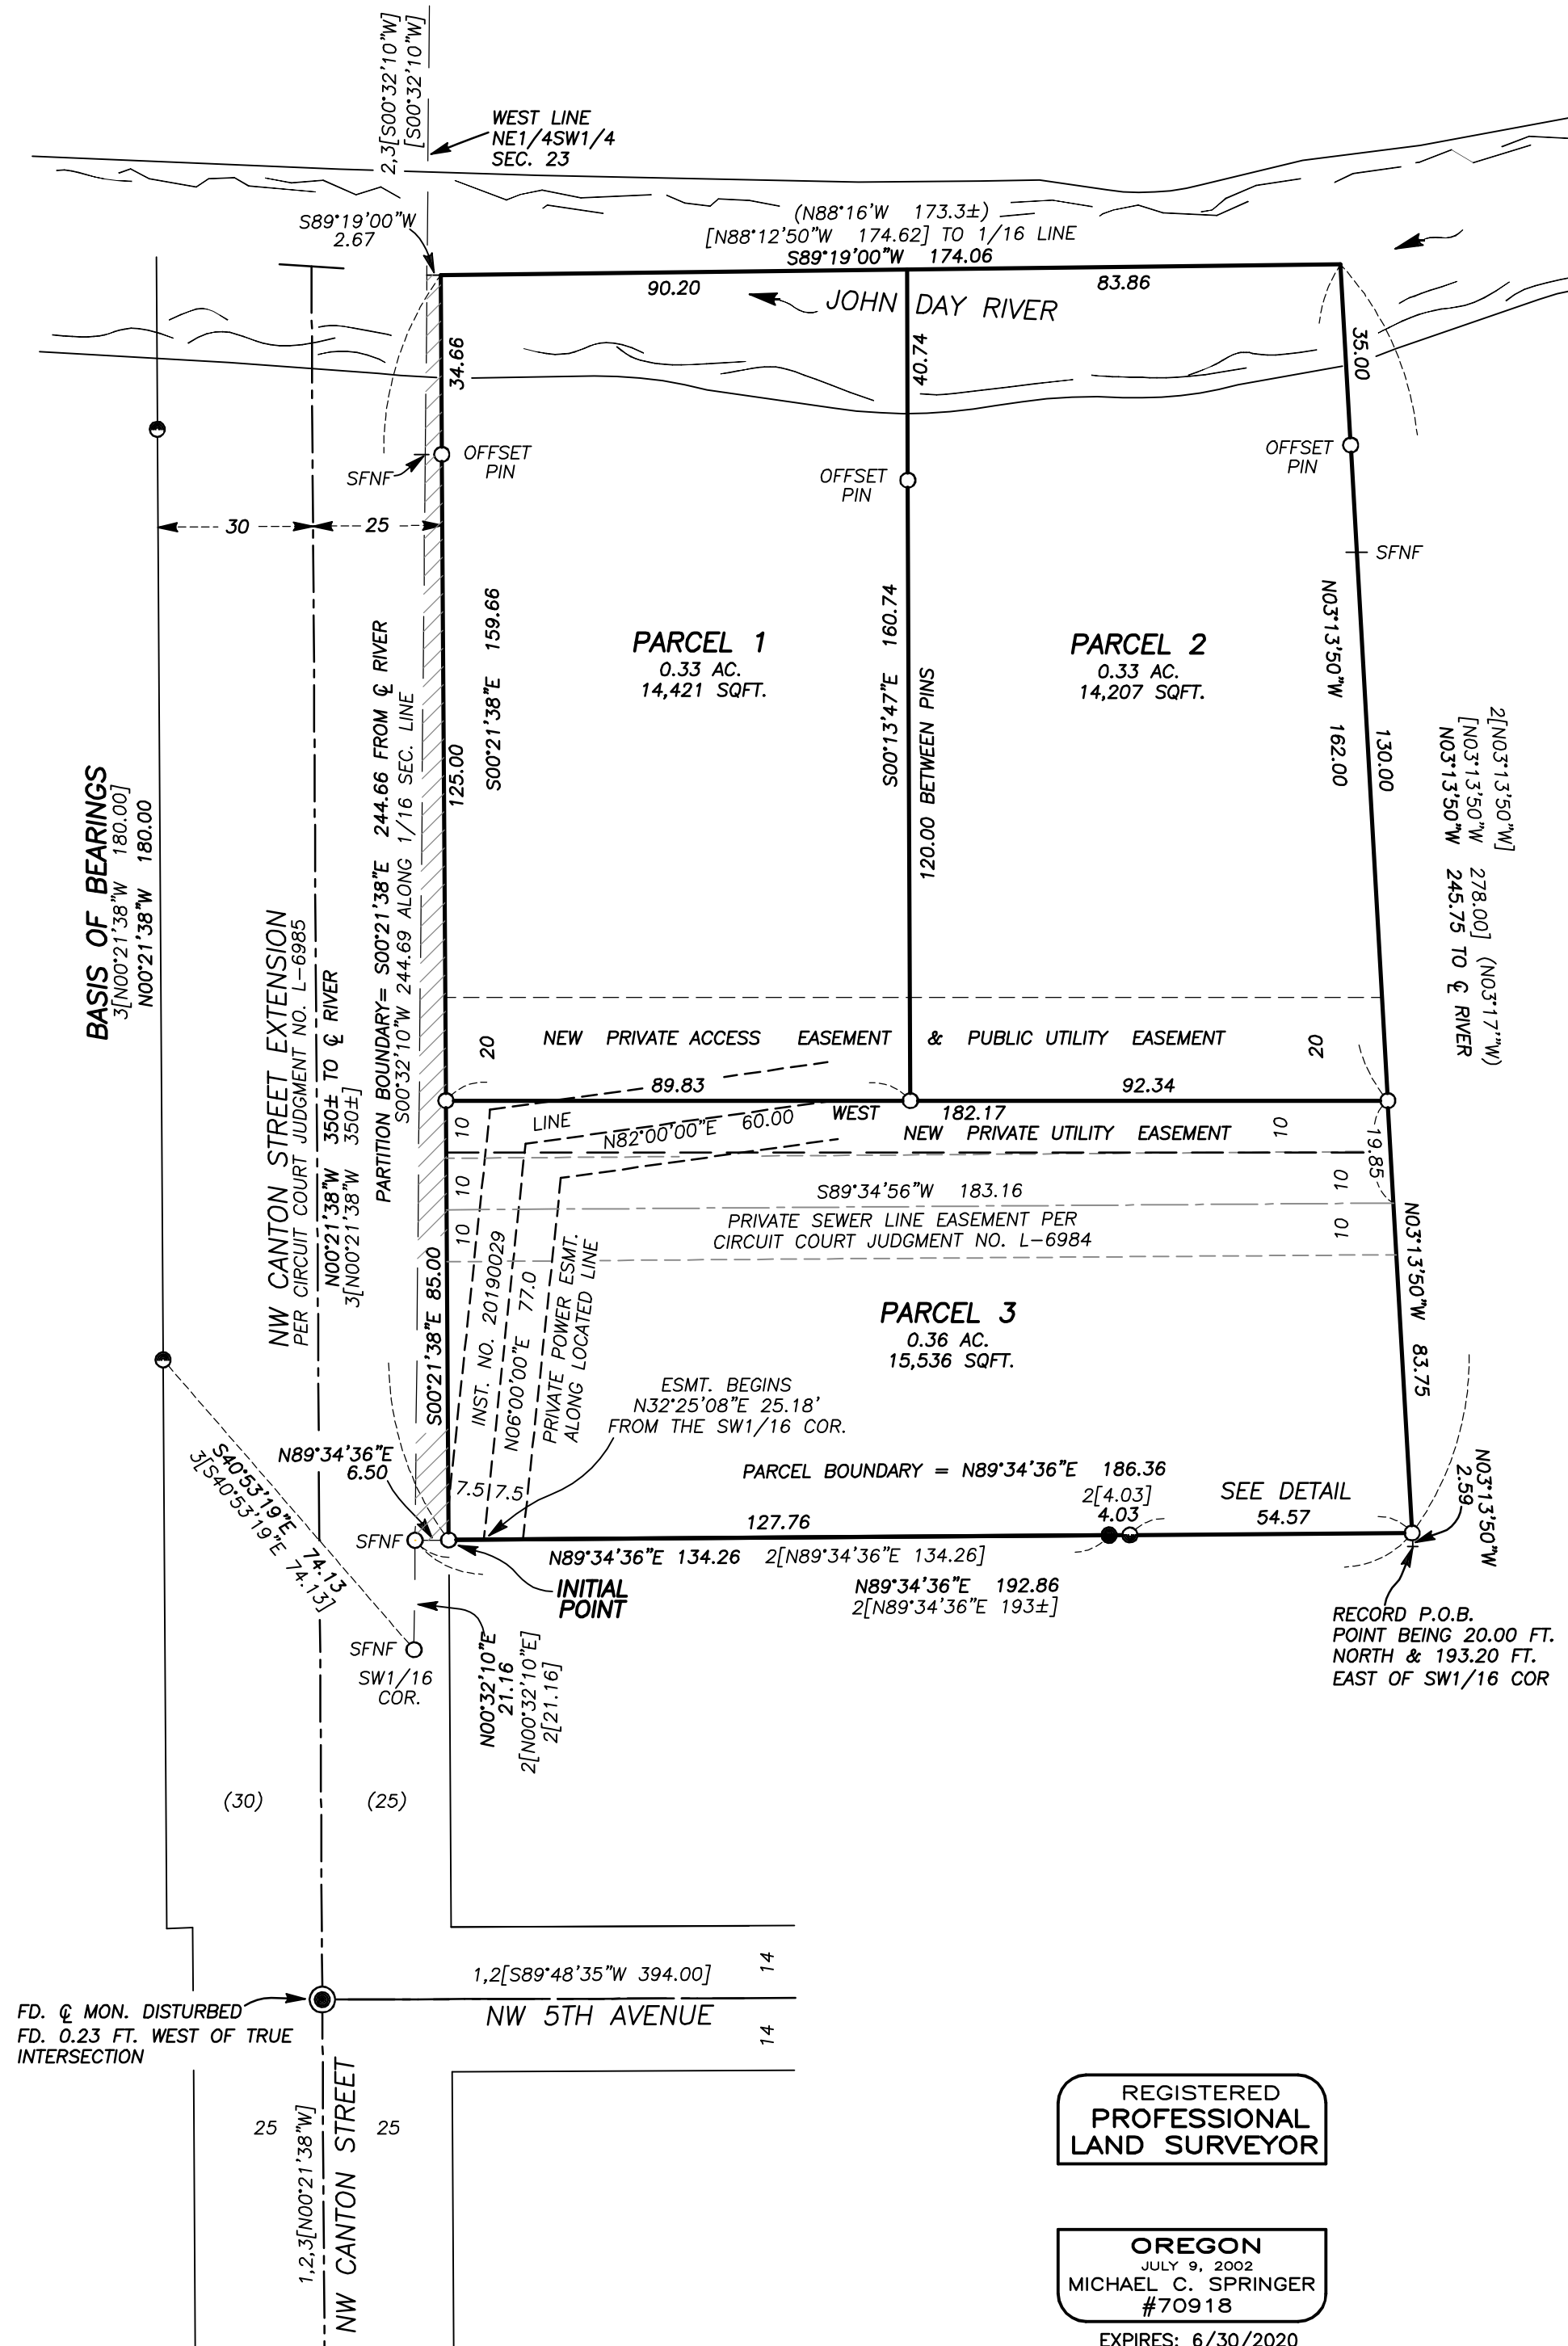 2,3[S00°32'10"W]
[S00°32'10"W]
WEST LINE
NE1/4SW1/4
SEC. 23
S89°19'00"W
2.67
(N88°16'W 173.3±)
[N88°12'50"W 174.62] TO 1/16 LINE
S89°19'00"W 174.06
90.20
83.86
JOHN DAY RIVER
34.66
40.74
35.00
OFFSET
PIN
SFNF
OFFSET
PIN
OFFSET
PIN
SFNF
30
25
PARCEL 1
0.33 AC.
14,421 SQFT.
PARCEL 2
0.33 AC.
14,207 SQFT.
S00°21'38"E 159.66
125.00
S00°13'47"E 160.74
120.00 BETWEEN PINS
N03°13'50"W 162.00
130.00
2[N03°13'50"W]
[N03°13'50"W 278.00] (N03°17'W)
N03°13'50"W 245.75 TO ℄ RIVER
BASIS OF BEARINGS
3[N00°21'38"W 180.00]
N00°21'38"W 180.00
NW CANTON STREET EXTENSION
PER CIRCUIT COURT JUDGMENT NO. L-6985
N00°21'38"W 350± TO ℄ RIVER
3[N00°21'38"W 350±]
PARTITION BOUNDARY= S00°21'38"E 244.66 FROM ℄ RIVER
S00°32'10"W 244.69 ALONG 1/16 SEC. LINE
20
NEW PRIVATE ACCESS EASEMENT & PUBLIC UTILITY EASEMENT
20
89.83
92.34
WEST 182.17
10
LINE
N82°00'00"E 60.00
NEW PRIVATE UTILITY EASEMENT
10
19.85
10
S89°34'56"W 183.16
10
10
PRIVATE SEWER LINE EASEMENT PER
CIRCUIT COURT JUDGMENT NO. L-6984
10
S00°21'38"E 85.00
INST. NO. 20190029
N06°00'00"E 77.0
PRIVATE POWER ESMT.
ALONG LOCATED LINE
N03°13'50"W 83.75
PARCEL 3
0.36 AC.
15,536 SQFT.
ESMT. BEGINS
N32°25'08"E 25.18'
FROM THE SW1/16 COR.
N89°34'36"E
6.50
S40°53'19"E 74.13
3[S40°53'19"E 74.13]
7.5
7.5
PARCEL BOUNDARY = N89°34'36"E 186.36
2[4.03]
4.03
SEE DETAIL
127.76
54.57
N03°13'50"W
2.59
SFNF
N89°34'36"E 134.26 2[N89°34'36"E 134.26]
INITIAL
POINT
N89°34'36"E 192.86
2[N89°34'36"E 193±]
RECORD P.O.B.
POINT BEING 20.00 FT.
NORTH & 193.20 FT.
EAST OF SW1/16 COR
SFNF
SW1/16
COR.
N00°32'10"E
21.16
2[N00°32'10"E]
2[21.16]
(30)
(25)
1,2[S89°48'35"W 394.00]
14
NW 5TH AVENUE
14
FD. ℄ MON. DISTURBED
FD. 0.23 FT. WEST OF TRUE
INTERSECTION
25
25
1,2,3[N00°21'38"W]
NW CANTON STREET
REGISTERED
PROFESSIONAL
LAND SURVEYOR
OREGON
JULY 9, 2002
MICHAEL C. SPRINGER
#70918
EXPIRES: 6/30/2020